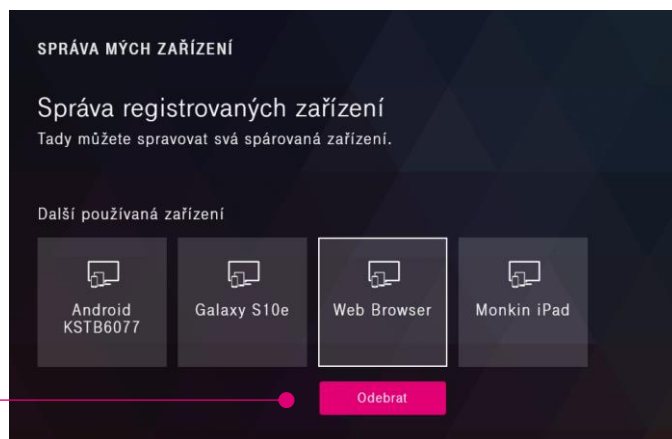 SPRÁVA MÝCH ZAŘÍZENÍ
Správa registrovaných zařízení
Tady můžete spravovat svá spárovaná zařízení.
Další používaná zařízení
Android
KSTB6077
Galaxy S10e
Web Browser
Monkin iPad
Odebrat